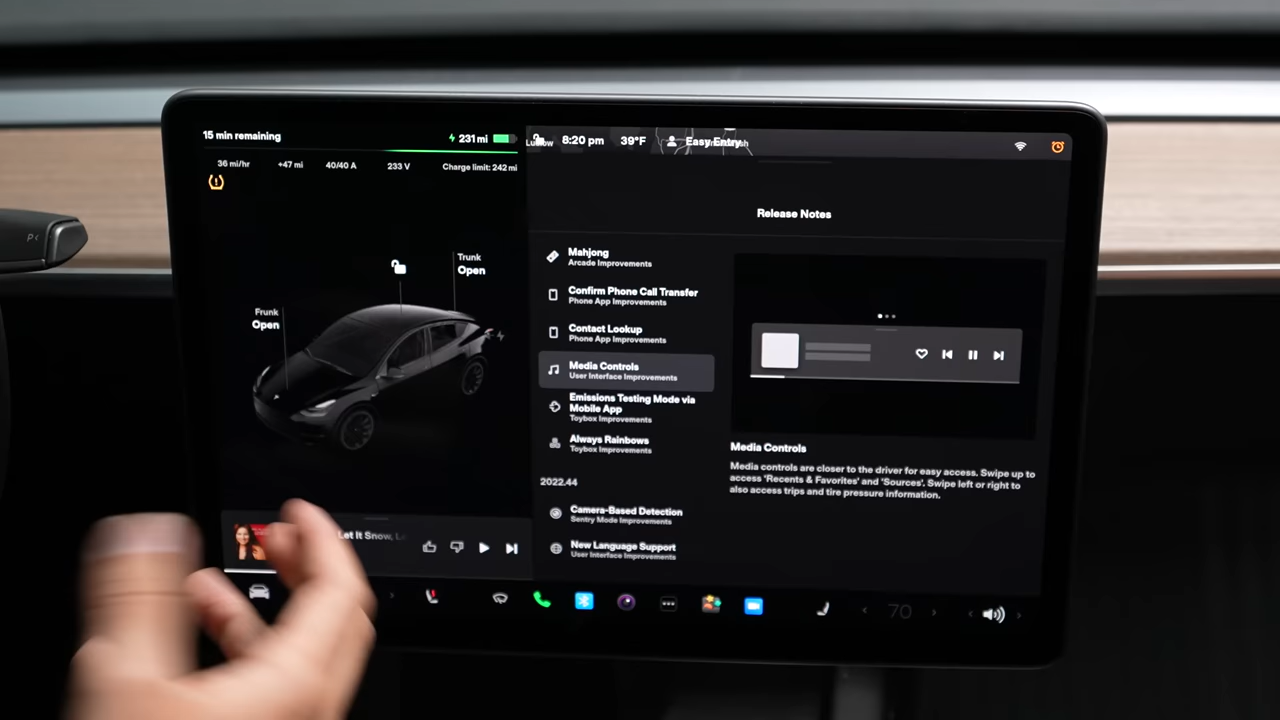 15 min remaining
231 mi
36 mi/hr
+47 mi
40/40 A
233 V
Charge limit: 242 mi
8:20 pm
39°F
Easy Entry
Trunk
Open
Frunk
Open
Let It Snow, L
P
Release Notes
Mahjong
Arcade Improvements
Confirm Phone Call Transfer
Phone App Improvements
Contact Lookup
Phone App Improvements
Media Controls
User Interface Improvements
Emissions Testing Mode via
Mobile App
Toybox Improvements
Always Rainbows
Toybox Improvements
2022.44
Camera-Based Detection
Sentry Mode Improvements
New Language Support
User Interface Improvements
Media Controls
Media controls are closer to the driver for easy access. Swipe up to
access 'Recents & Favorites' and 'Sources'. Swipe left or right to
also access trips and tire pressure information.
70